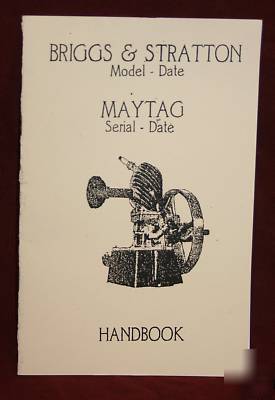 BRIGGS & STRATTON
Model - Date
MAYTAG
Serial - Date
HANDBOOK